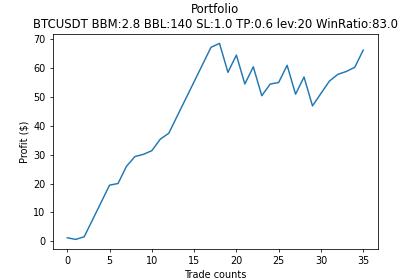 Portfolio
BTCUSDT BBM:2.8 BBL:140 SL:1.0 TP:0.6 lev:20 WinRatio:83.0
70
60
50
40
30
20
10
0
Profit ($)
0 5 10 15 20 25 30 35
Trade counts